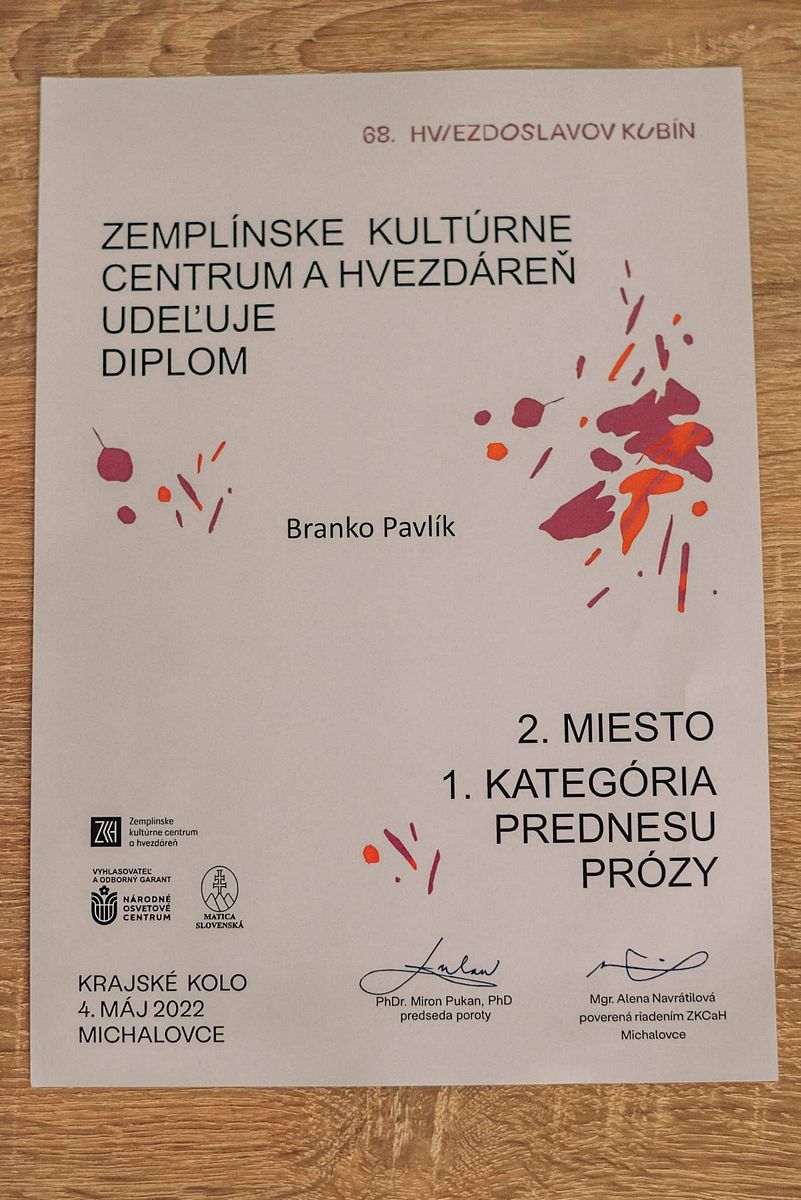 68. HVIEZDOSLAVOV KUBÍN
ZEMPLÍNSKE KULTÚRNE
CENTRUM A HVEZDÁREŇ
UDEĽUJE
DIPLOM
Branko Pavlík
2. MIESTO
1. KATEGÓRIA
PREDNESU
PRÓZY
ZKH
Zemplínske
kultúrne centrum
a hvezdáreň
VYHLASOVATEĽ
A ODBORNÝ GARANT
NÁRODNÉ
OSVETOVÉ
CENTRUM
MATICA
SLOVENSKÁ
KRAJSKÉ KOLO
4. MÁJ 2022
MICHALOVCE
PhDr. Miron Pukan, PhD
predseda poroty
Mgr. Alena Navrátilová
poverená riadením ZKCaH
Michalovce